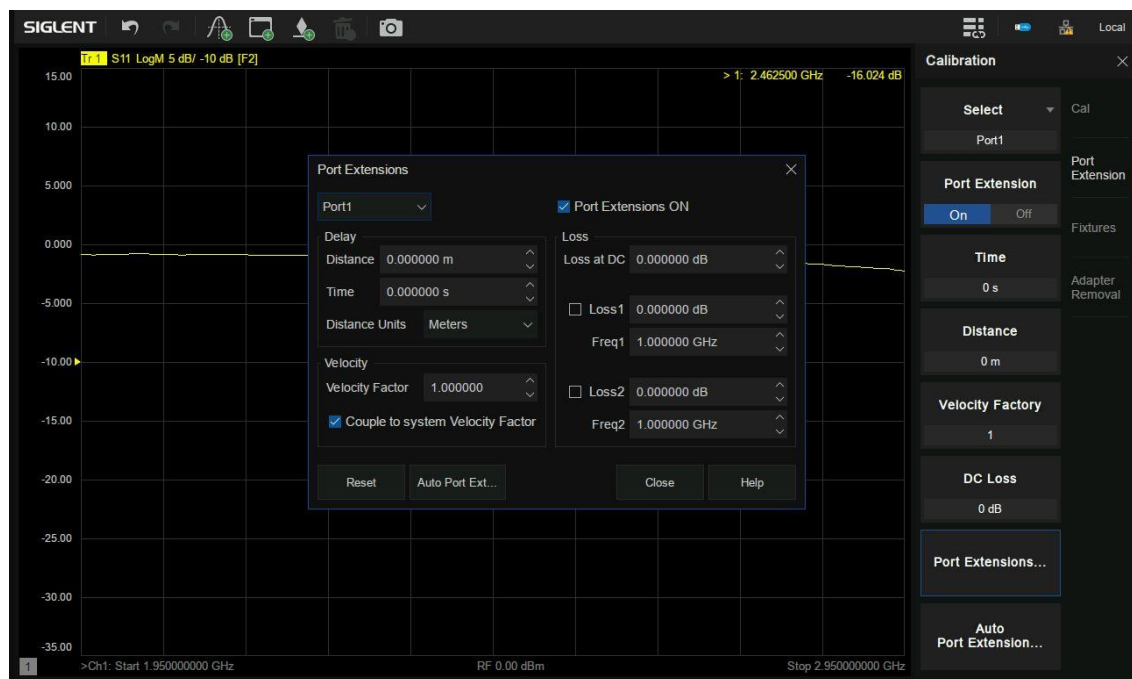 SIGLENT
Local
Tr 1 S11 LogM 5 dB/ -10 dB [F2]
> 1: 2.462500 GHz -16.024 dB
15.00
10.00
5.000
0.000
-5.000
-10.00
-15.00
-20.00
-25.00
-30.00
-35.00
1
>Ch1: Start 1.950000000 GHz
RF 0.00 dBm
Stop 2.950000000 GHz
Port Extensions
Port1
Port Extensions ON
Delay
Distance 0.000000 m
Time 0.000000 s
Distance Units Meters
Velocity
Velocity Factor 1.000000
Couple to system Velocity Factor
Loss
Loss at DC 0.000000 dB
Loss1 0.000000 dB
Freq1 1.000000 GHz
Loss2 0.000000 dB
Freq2 1.000000 GHz
Reset
Auto Port Ext...
Close
Help
Calibration
Select
Port1
Port Extension
On Off
Time
0 s
Distance
0 m
Velocity Factory
1
DC Loss
0 dB
Port Extensions...
Auto
Port Extension...
Cal
Port
Extension
Fixtures
Adapter
Removal